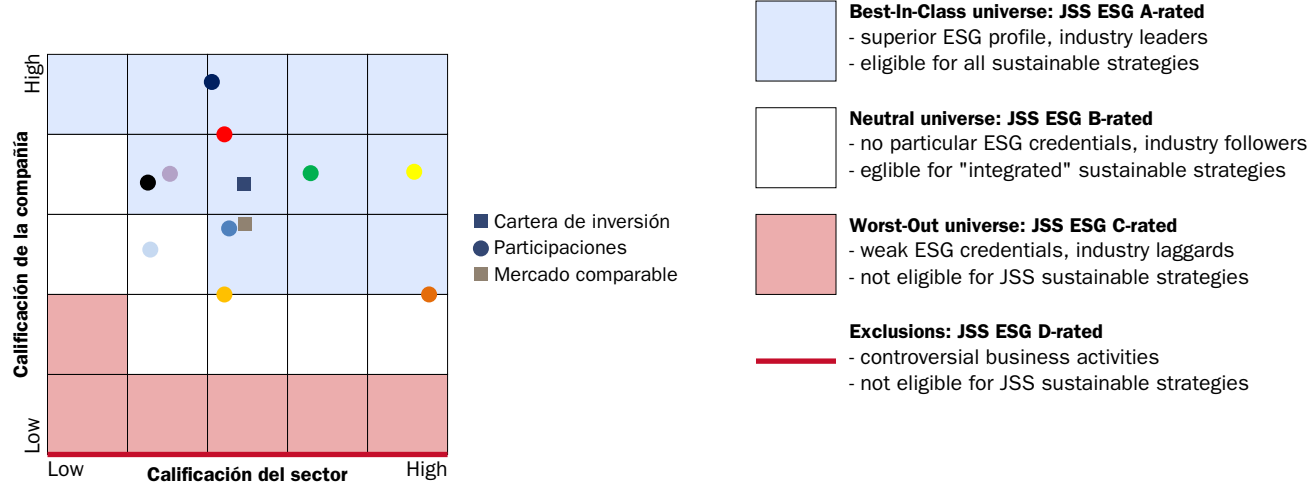 High
Calificación de la compañía
Low
Low
Calificación del sector
High
Cartera de inversión
Participaciones
Mercado comparable
Best-In-Class universe: JSS ESG A-rated
- superior ESG profile, industry leaders
- eligible for all sustainable strategies
Neutral universe: JSS ESG B-rated
- no particular ESG credentials, industry followers
- eglible for "integrated" sustainable strategies
Worst-Out universe: JSS ESG C-rated
- weak ESG credentials, industry laggards
- not eligible for JSS sustainable strategies
Exclusions: JSS ESG D-rated
- controversial business activities
- not eligible for JSS sustainable strategies